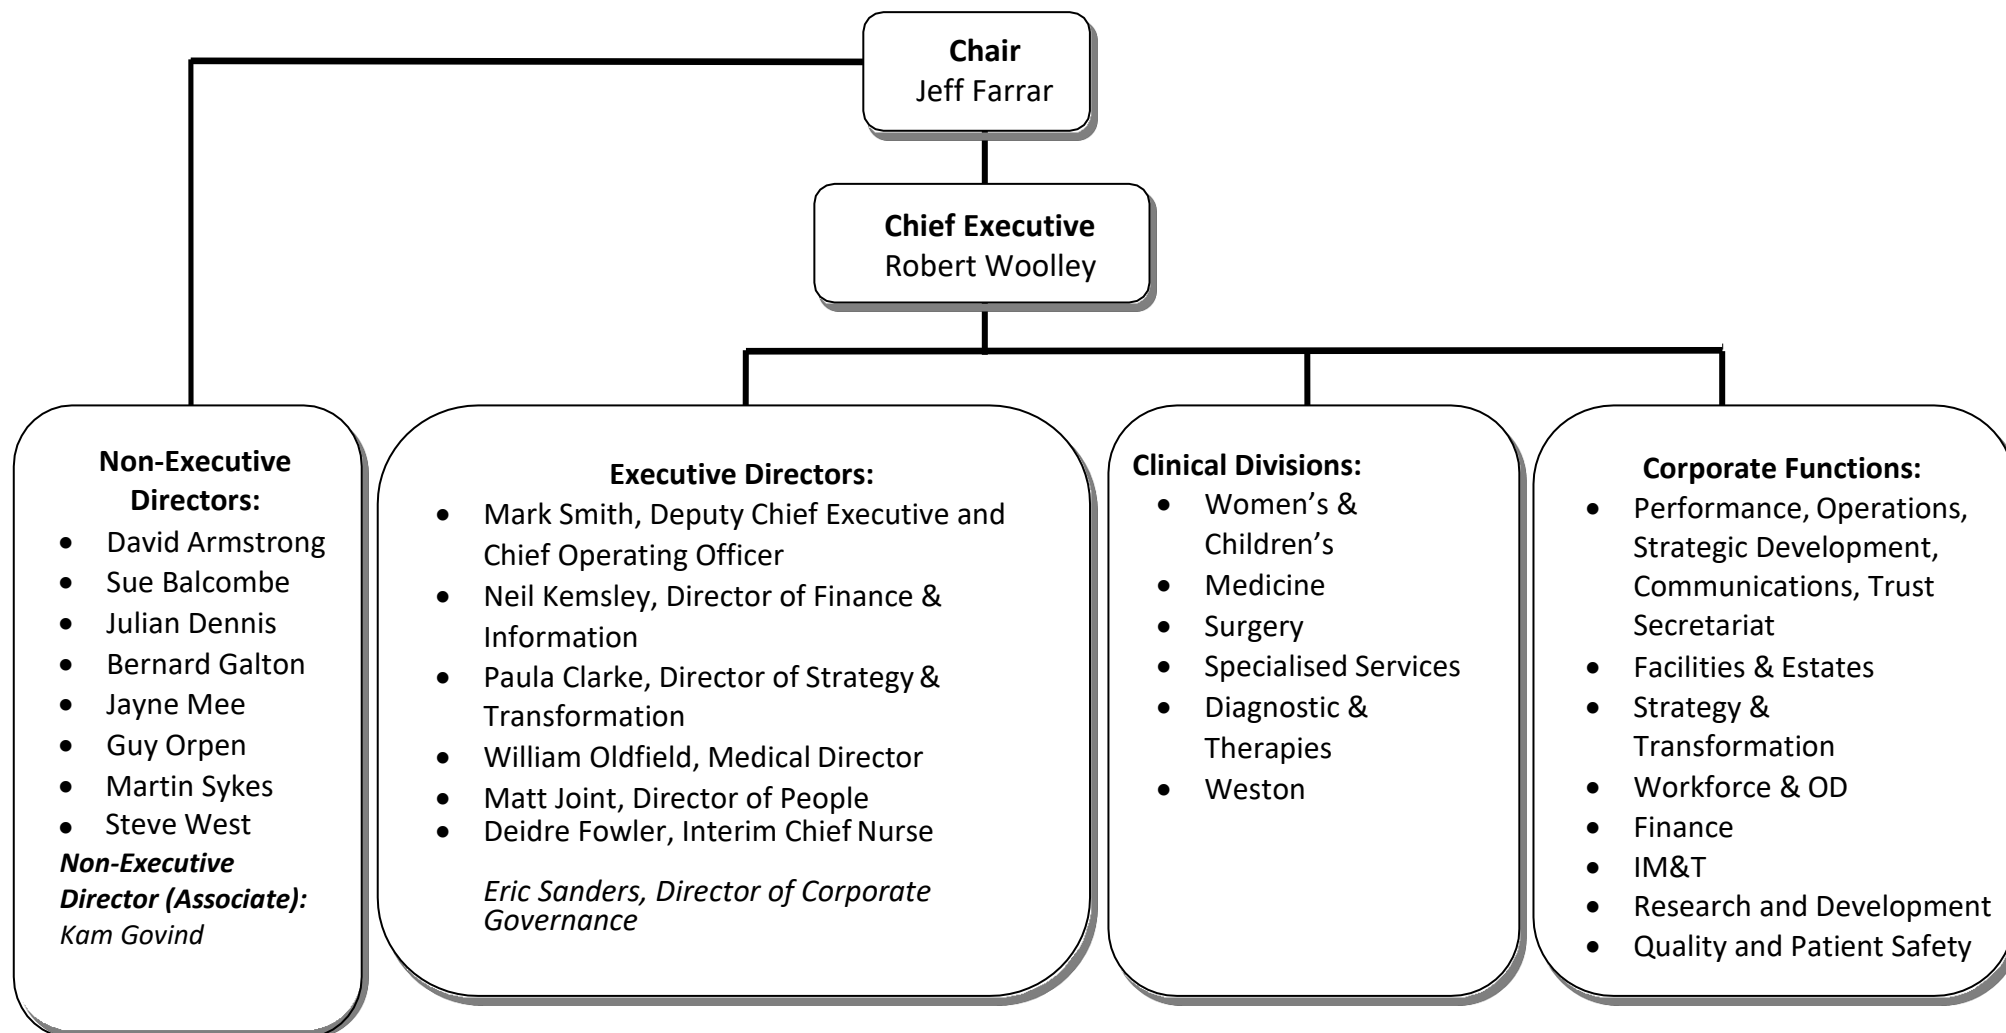 Chair
Jeff Farrar
Chief Executive
Robert Woolley
Non-Executive
Directors:
• David Armstrong
• Sue Balcombe
• Julian Dennis
• Bernard Galton
• Jayne Mee
• Guy Orpen
• Martin Sykes
• Steve West
Non-Executive
Director (Associate):
Kam Govind
Executive Directors:
• Mark Smith, Deputy Chief Executive and
Chief Operating Officer
• Neil Kemsley, Director of Finance &
Information
• Paula Clarke, Director of Strategy &
Transformation
• William Oldfield, Medical Director
• Matt Joint, Director of People
• Deidre Fowler, Interim Chief Nurse
Eric Sanders, Director of Corporate
Governance
Clinical Divisions:
• Women’s &
Children’s
• Medicine
• Surgery
• Specialised Services
• Diagnostic &
Therapies
• Weston
Corporate Functions:
• Performance, Operations,
Strategic Development,
Communications, Trust
Secretariat
• Facilities & Estates
• Strategy &
Transformation
• Workforce & OD
• Finance
• IM&T
• Research and Development
• Quality and Patient Safety